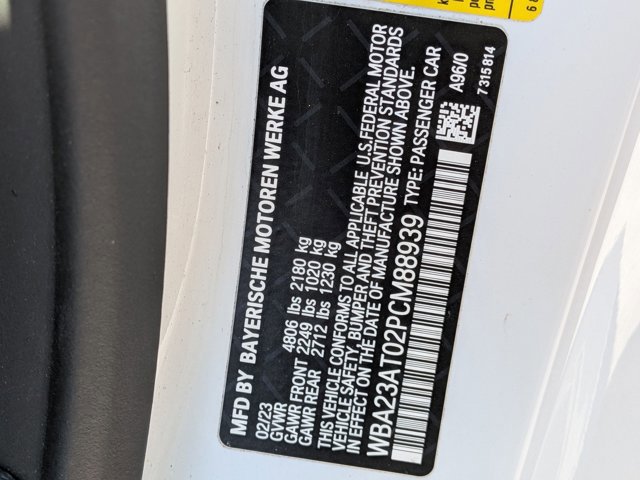 MFD BY BAYERISCHE MOTOREN WERKE AG
02/23
GVWR 4806 lbs 2180 kg
GAWR FRONT 2249 lbs 1020 kg
GAWR REAR 2712 lbs 1230 kg
THIS VEHICLE CONFORMS TO ALL APPLICABLE U.S.FEDERAL MOTOR
VEHICLE SAFETY, BUMPER AND THEFT PREVENTION STANDARDS
IN EFFECT ON THE DATE OF MANUFACTURE SHOWN ABOVE.
WBA23AT02PCM88939 TYPE: PASSENGER CAR
A96/0
7315814